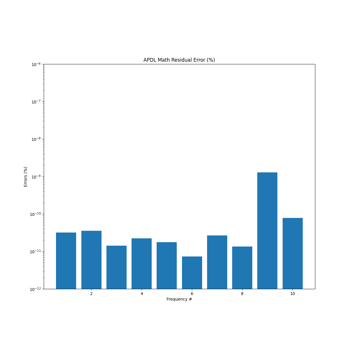 APDL Math Residual Error (%)
10⁻⁶
10⁻⁷
10⁻⁸
10⁻⁹
10⁻¹⁰
10⁻¹¹
10⁻¹²
Errors (%)
2 4 6 8 10
Frequency #